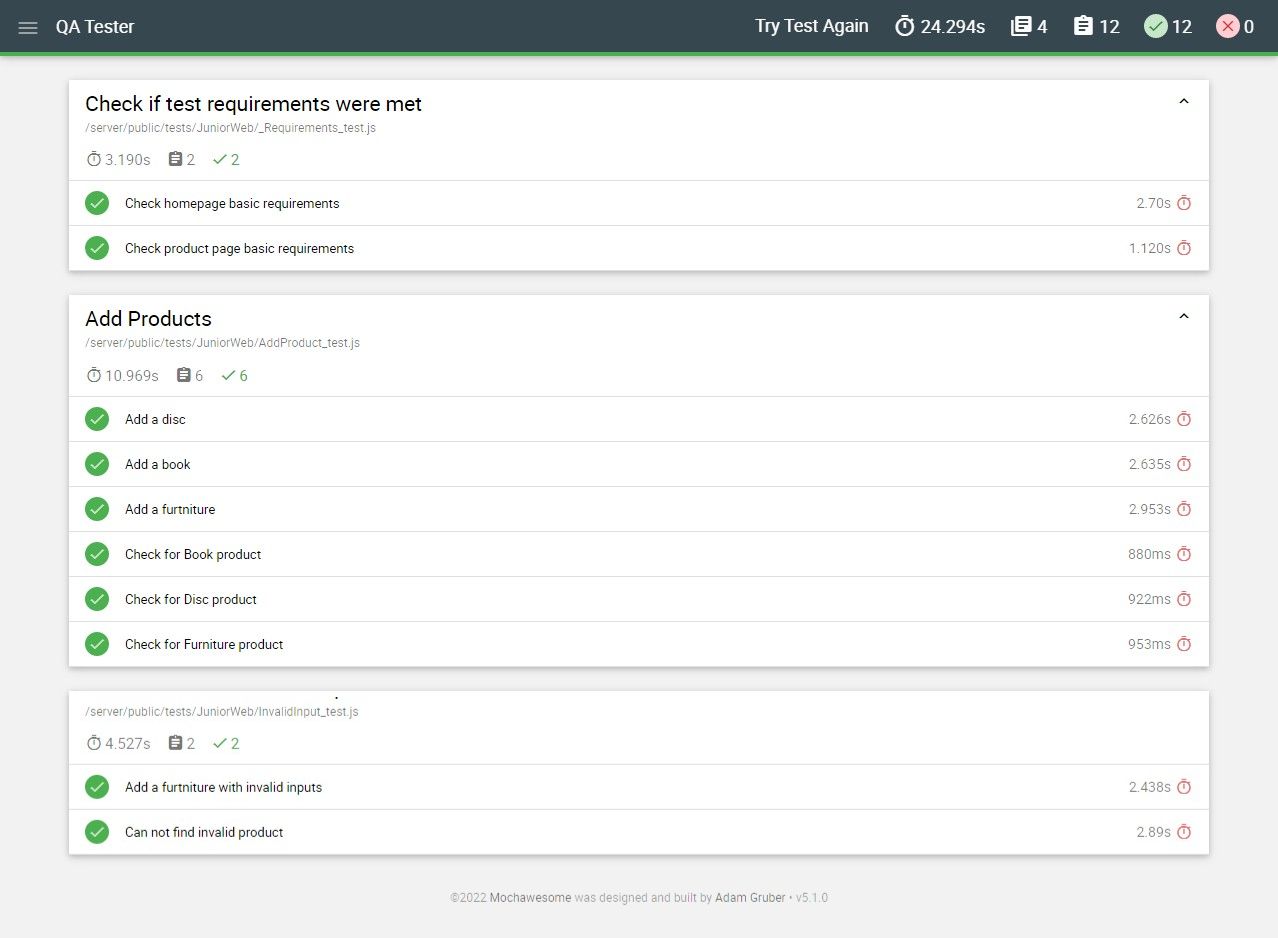 QA Tester
Try Test Again 24.294s 4 12 12 0
Check if test requirements were met
/server/public/tests/JuniorWeb/_Requirements_test.js
3.190s 2 2
Check homepage basic requirements 2.70s
Check product page basic requirements 1.120s
Add Products
/server/public/tests/JuniorWeb/AddProduct_test.js
10.969s 6 6
Add a disc 2.626s
Add a book 2.635s
Add a furtniture 2.953s
Check for Book product 880ms
Check for Disc product 922ms
Check for Furniture product 953ms
/server/public/tests/JuniorWeb/InvalidInput_test.js
4.527s 2 2
Add a furtniture with invalid inputs 2.438s
Can not find invalid product 2.89s
©2022 Mochawesome was designed and built by Adam Gruber • v5.1.0